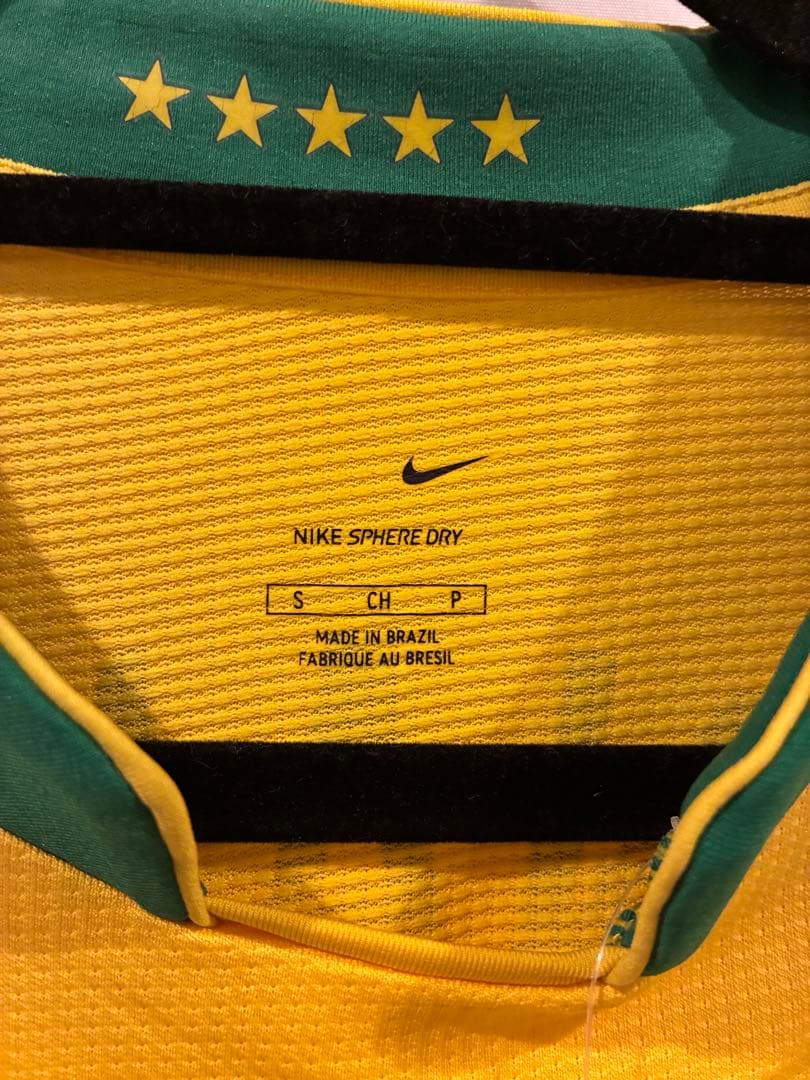 NIKE SPHERE DRY
S CH P
MADE IN BRAZIL
FABRIQUE AU BRESIL